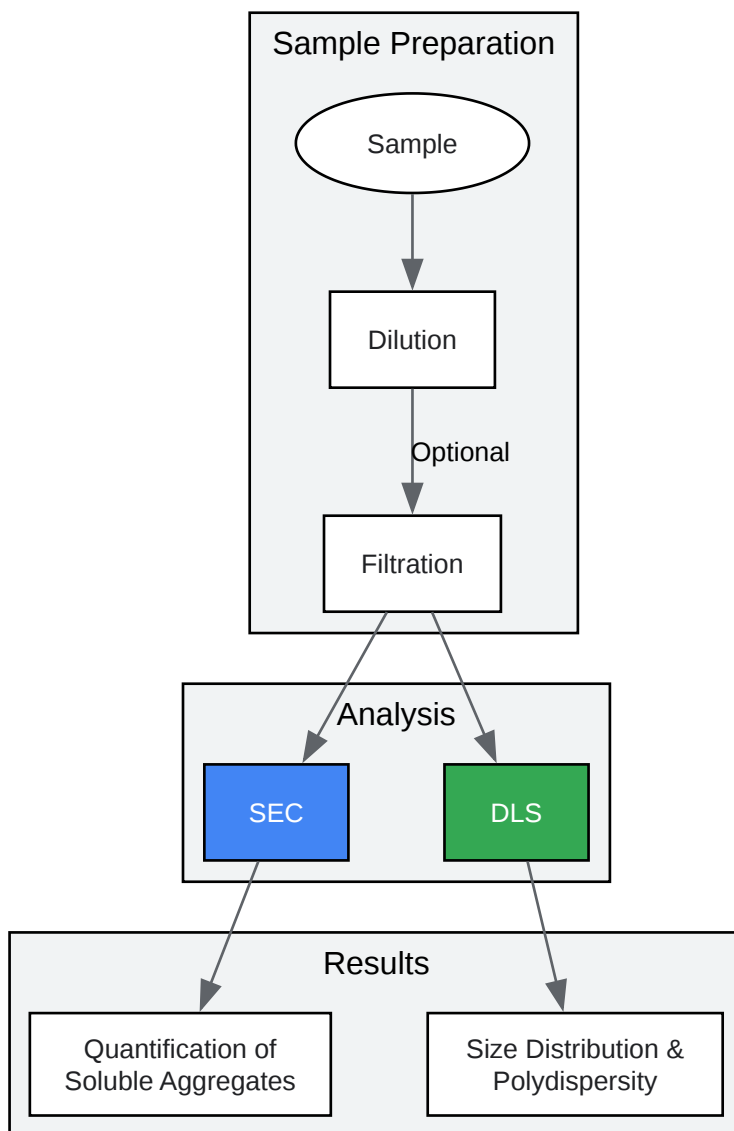 Sample Preparation
Sample
Dilution
Optional
Filtration
Analysis
SEC
DLS
Results
Quantification of
Soluble Aggregates
Size Distribution &
Polydispersity